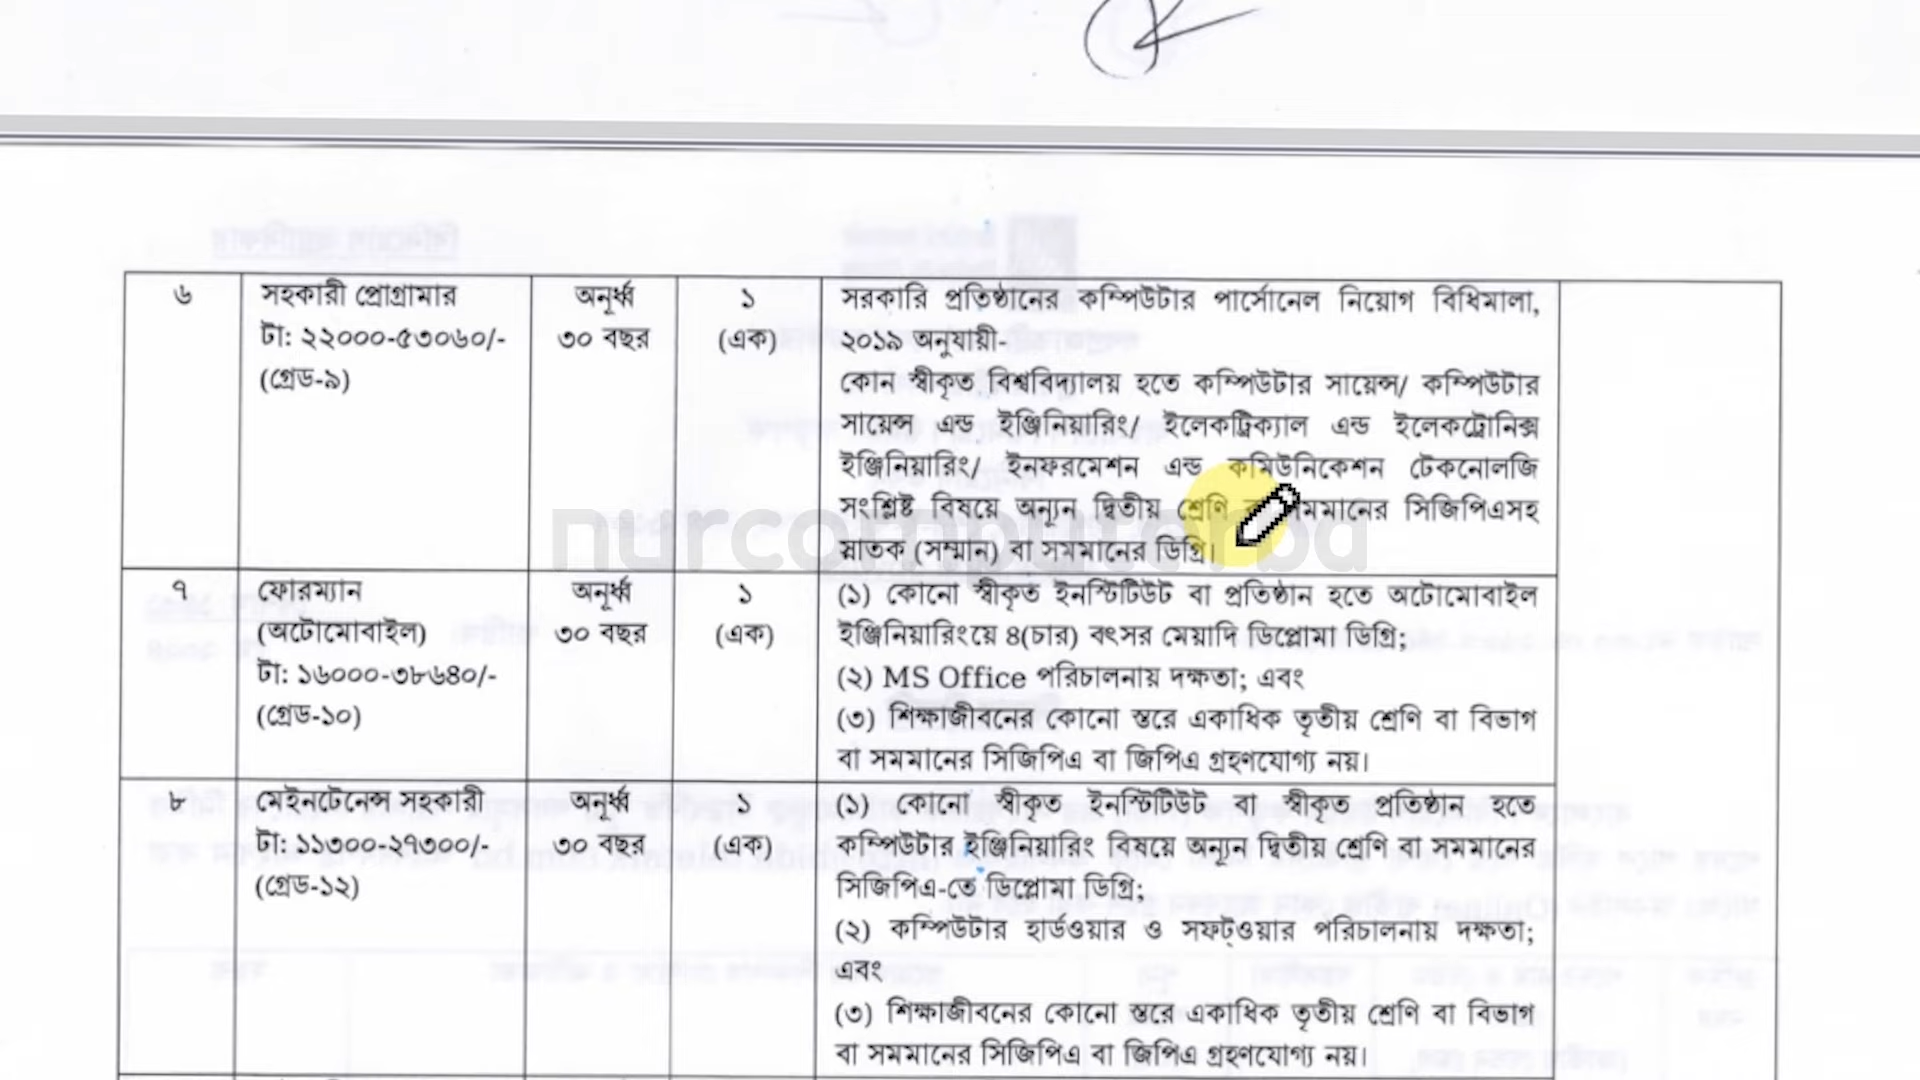 ৬
সহকারী প্রোগ্রামার
টা: ২২০০০-৫৩০৬০/-
(গ্রেড-৯)
অনূর্ধ্ব
৩০ বছর
১
(এক)
সরকারি প্রতিষ্ঠানের কম্পিউটার পার্সোনেল নিয়োগ বিধিমালা,
২০১৯ অনুযায়ী-
কোন স্বীকৃত বিশ্ববিদ্যালয় হতে কম্পিউটার সায়েন্স/ কম্পিউটার
সায়েন্স এন্ড ইঞ্জিনিয়ারিং/ ইলেকট্রিক্যাল এন্ড ইলেকট্রোনিক্স
ইঞ্জিনিয়ারিং/ ইনফরমেশন এন্ড কমিউনিকেশন টেকনোলজি
সংশ্লিষ্ট বিষয়ে অন্যূন দ্বিতীয় শ্রেণি সমমানের সিজিপিএসহ
স্নাতক (সম্মান) বা সমমানের ডিগ্রি।
৭
ফোরম্যান
(অটোমোবাইল)
টা: ১৬০০০-৩৮৬৪০/-
(গ্রেড-১০)
অনূর্ধ্ব
৩০ বছর
১
(এক)
(১) কোনো স্বীকৃত ইনস্টিটিউট বা প্রতিষ্ঠান হতে অটোমোবাইল
ইঞ্জিনিয়ারিংয়ে ৪(চার) বৎসর মেয়াদি ডিপ্লোমা ডিগ্রি;
(২) MS Office পরিচালনায় দক্ষতা; এবং
(৩) শিক্ষাজীবনের কোনো স্তরে একাধিক তৃতীয় শ্রেণি বা বিভাগ
বা সমমানের সিজিপিএ বা জিপিএ গ্রহণযোগ্য নয়।
৮
মেইনটেনেন্স সহকারী
টা: ১১৩০০-২৭৩০০/-
(গ্রেড-১২)
অনূর্ধ্ব
৩০ বছর
১
(এক)
(১) কোনো স্বীকৃত ইনস্টিটিউট বা স্বীকৃত প্রতিষ্ঠান হতে
কম্পিউটার ইঞ্জিনিয়ারিং বিষয়ে অন্যূন দ্বিতীয় শ্রেণি বা সমমানের
সিজিপিএ-তে ডিপ্লোমা ডিগ্রি;
(২) কম্পিউটার হার্ডওয়ার ও সফট্ওয়ার পরিচালনায় দক্ষতা;
এবং
(৩) শিক্ষাজীবনের কোনো স্তরে একাধিক তৃতীয় শ্রেণি বা বিভাগ
বা সমমানের সিজিপিএ বা জিপিএ গ্রহণযোগ্য নয়।